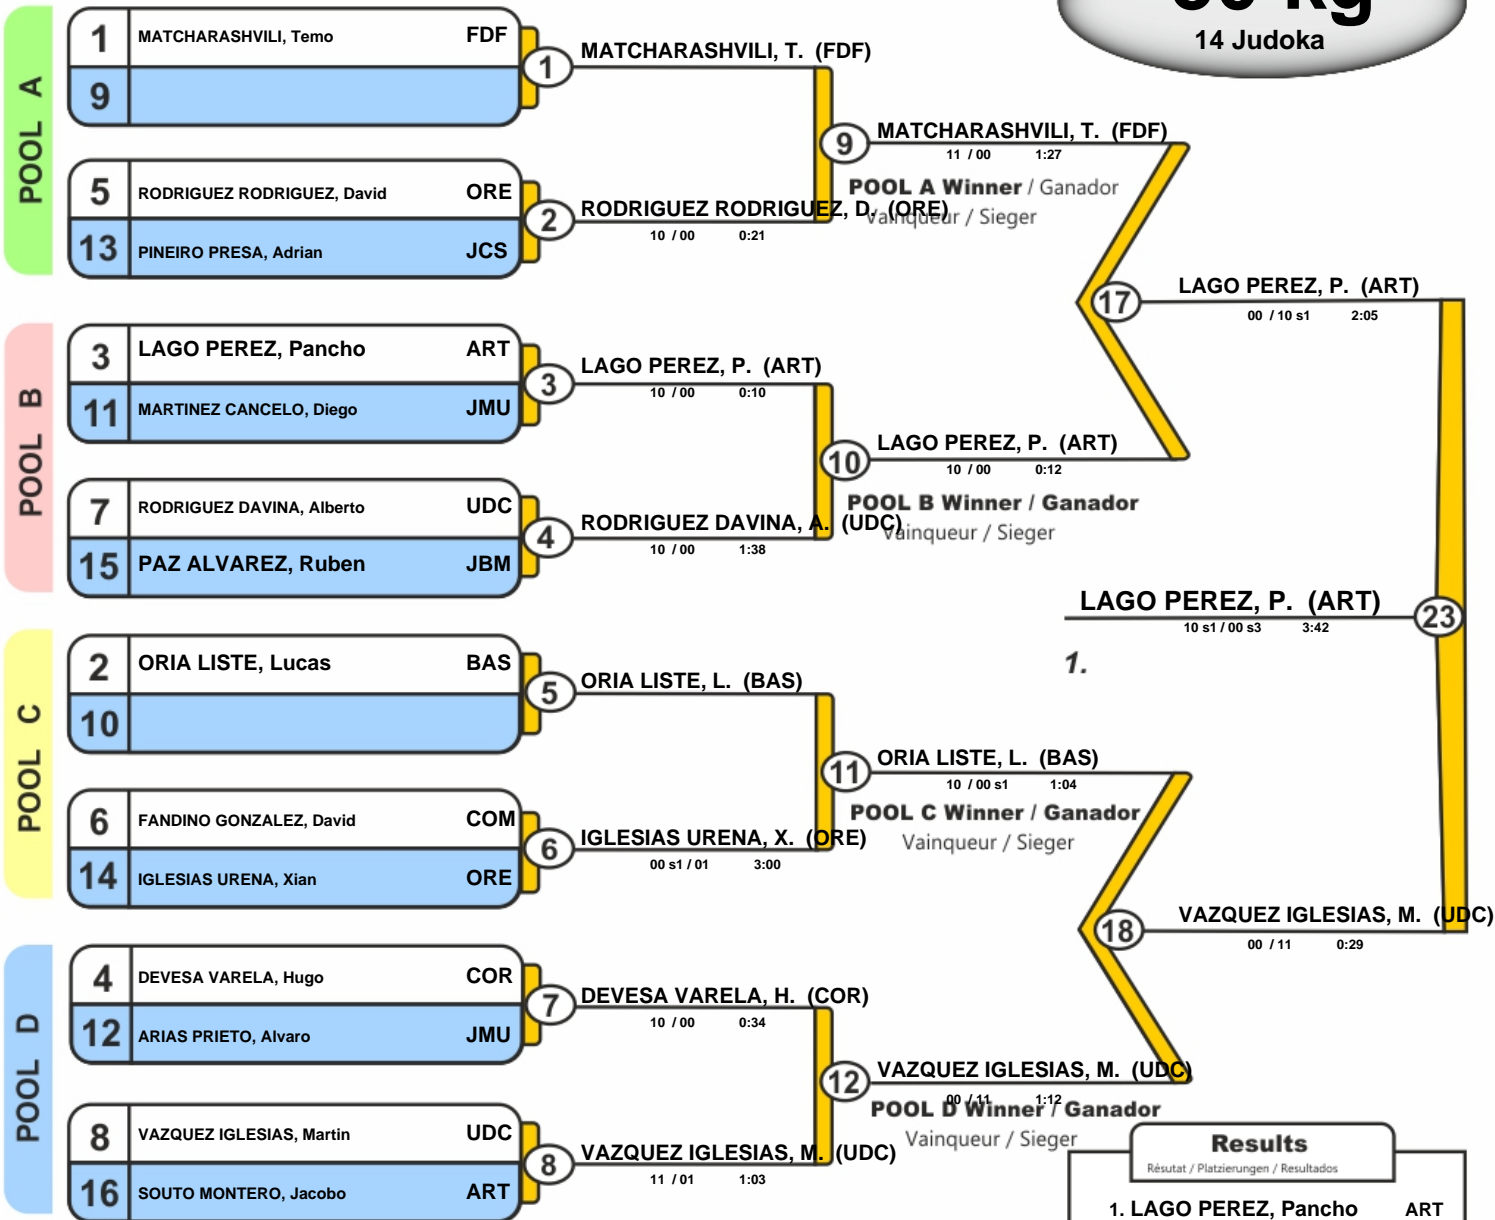 14 Judoka
POOL A
1 MATCHARASHVILI, Temo FDF
9
1 MATCHARASHVILI, T. (FDF)
5 RODRIGUEZ RODRIGUEZ, David ORE
13 PINEIRO PRESA, Adrian JCS
2 RODRIGUEZ RODRIGUEZ, D. (ORE)
10 / 00 0:21
9 MATCHARASHVILI, T. (FDF)
11 / 00 1:27
POOL A Winner / Ganador
Vainqueur / Sieger
POOL B
3 LAGO PEREZ, Pancho ART
11 MARTINEZ CANCELO, Diego JMU
3 LAGO PEREZ, P. (ART)
10 / 00 0:10
7 RODRIGUEZ DAVINA, Alberto UDC
15 PAZ ALVAREZ, Ruben JBM
4 RODRIGUEZ DAVINA, A. (UDC)
10 / 00 1:38
10 LAGO PEREZ, P. (ART)
10 / 00 0:12
POOL B Winner / Ganador
Vainqueur / Sieger
17 LAGO PEREZ, P. (ART)
00 / 10 s1 2:05
LAGO PEREZ, P. (ART) 23
10 s1 / 00 s3 3:42
1.
POOL C
2 ORIA LISTE, Lucas BAS
10
5 ORIA LISTE, L. (BAS)
6 FANDINO GONZALEZ, David COM
14 IGLESIAS URENA, Xian ORE
6 IGLESIAS URENA, X. (ORE)
00 s1 / 01 3:00
11 ORIA LISTE, L. (BAS)
10 / 00 s1 1:04
POOL C Winner / Ganador
Vainqueur / Sieger
18 VAZQUEZ IGLESIAS, M. (UDC)
00 / 11 0:29
POOL D
4 DEVESA VARELA, Hugo COR
12 ARIAS PRIETO, Alvaro JMU
7 DEVESA VARELA, H. (COR)
10 / 00 0:34
8 VAZQUEZ IGLESIAS, Martin UDC
16 SOUTO MONTERO, Jacobo ART
8 VAZQUEZ IGLESIAS, M. (UDC)
11 / 01 1:03
12 VAZQUEZ IGLESIAS, M. (UDC)
00 / 11 1:12
POOL D Winner / Ganador
Vainqueur / Sieger
Results
Résutat / Platzierungen / Resultados
1. LAGO PEREZ, Pancho ART